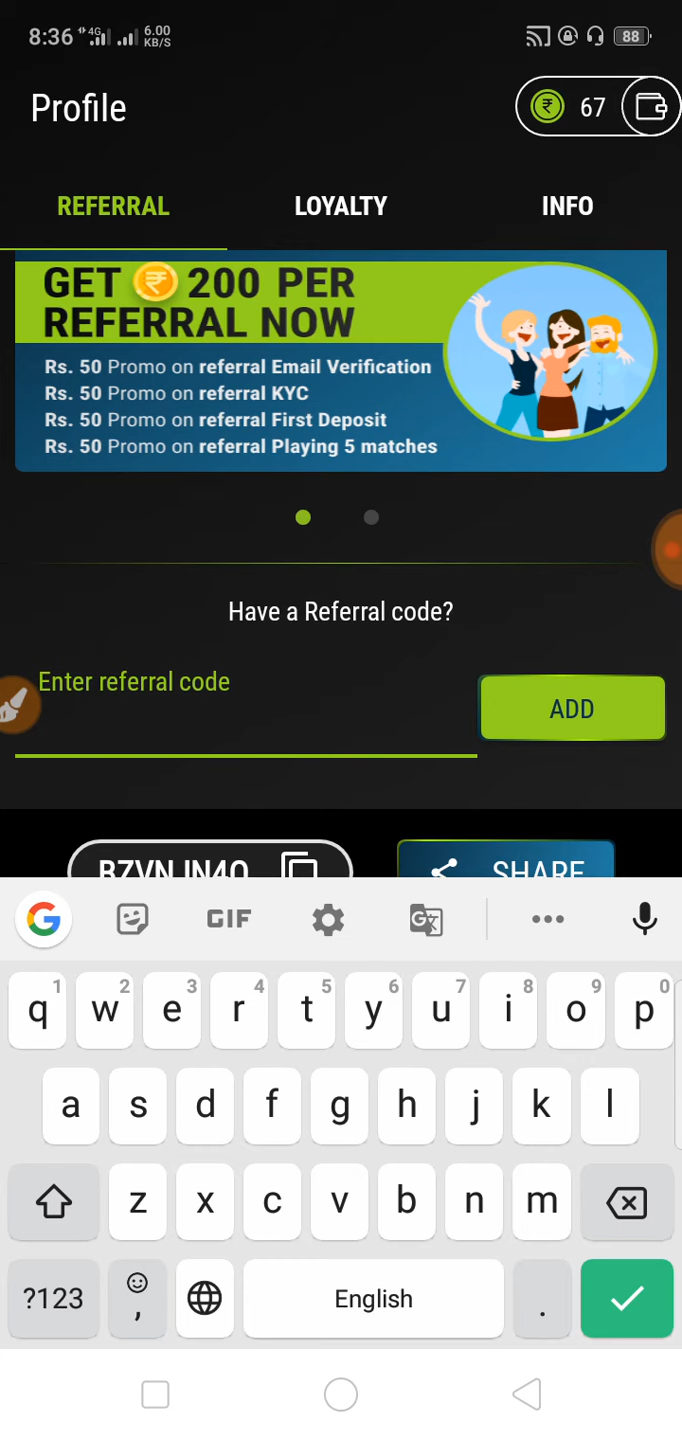 8:36 4G 6.00 KB/S 88
Profile
₹ 67
REFERRAL LOYALTY INFO
GET ₹ 200 PER
REFERRAL NOW
Rs. 50 Promo on referral Email Verification
Rs. 50 Promo on referral KYC
Rs. 50 Promo on referral First Deposit
Rs. 50 Promo on referral Playing 5 matches
Have a Referral code?
Enter referral code
ADD
SHARE
G GIF G
q 1 w 2 e 3 r 4 t 5 y 6 u 7 i 8 o 9 p 0
a s d f g h j k l
z x c v b n m
?123 , English .